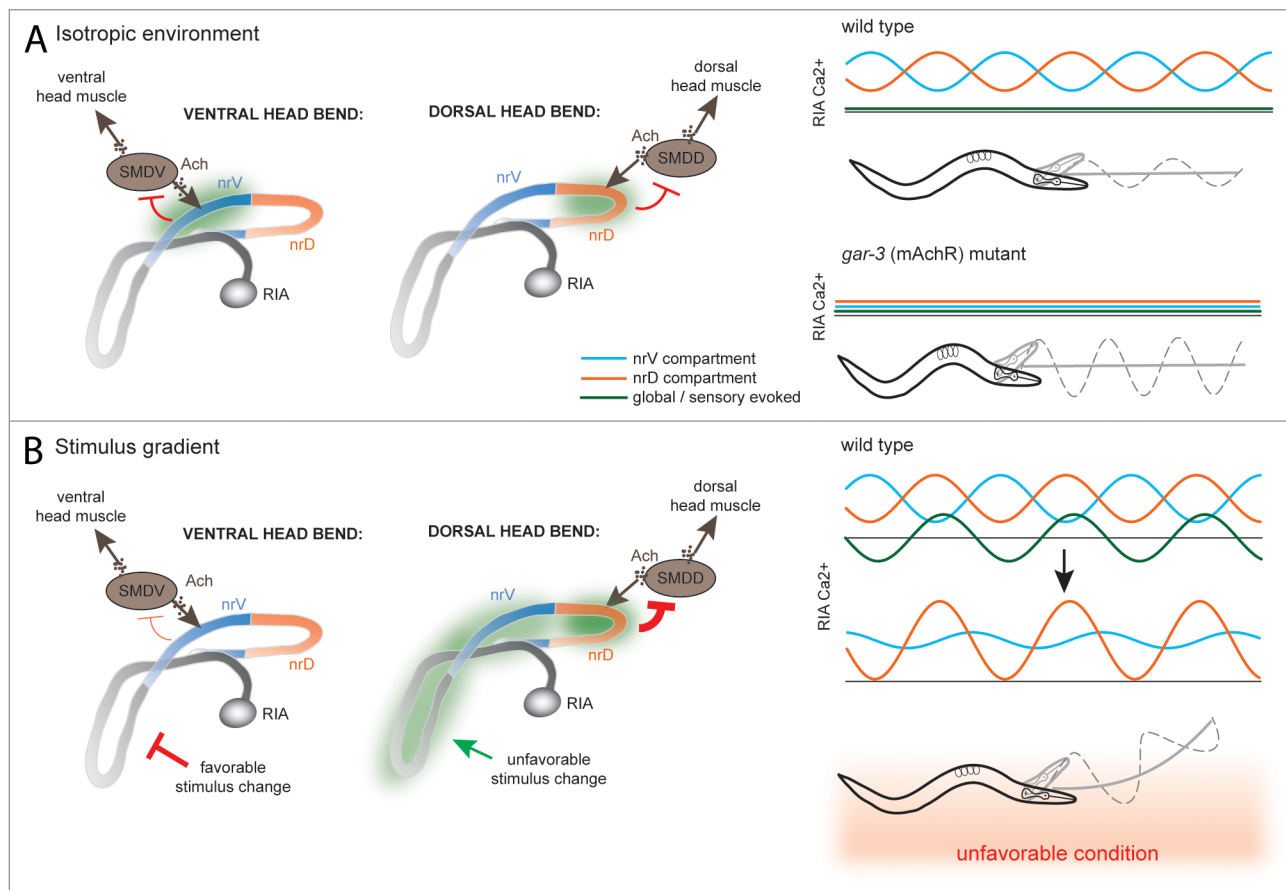 A Isotropic environment
ventral
head muscle
VENTRAL HEAD BEND:
SMDV
Ach
nrV
nrD
RIA
DORSAL HEAD BEND:
dorsal
head muscle
Ach
SMDD
nrV
nrD
RIA
nrV compartment
nrD compartment
global / sensory evoked
wild type
RIA Ca2+
gar-3 (mAchR) mutant
RIA Ca2+
B Stimulus gradient
ventral
head muscle
VENTRAL HEAD BEND:
SMDV
Ach
nrV
nrD
RIA
favorable
stimulus change
DORSAL HEAD BEND:
dorsal
head muscle
Ach
SMDD
nrD
RIA
unfavorable
stimulus change
wild type
RIA Ca2+
unfavorable condition